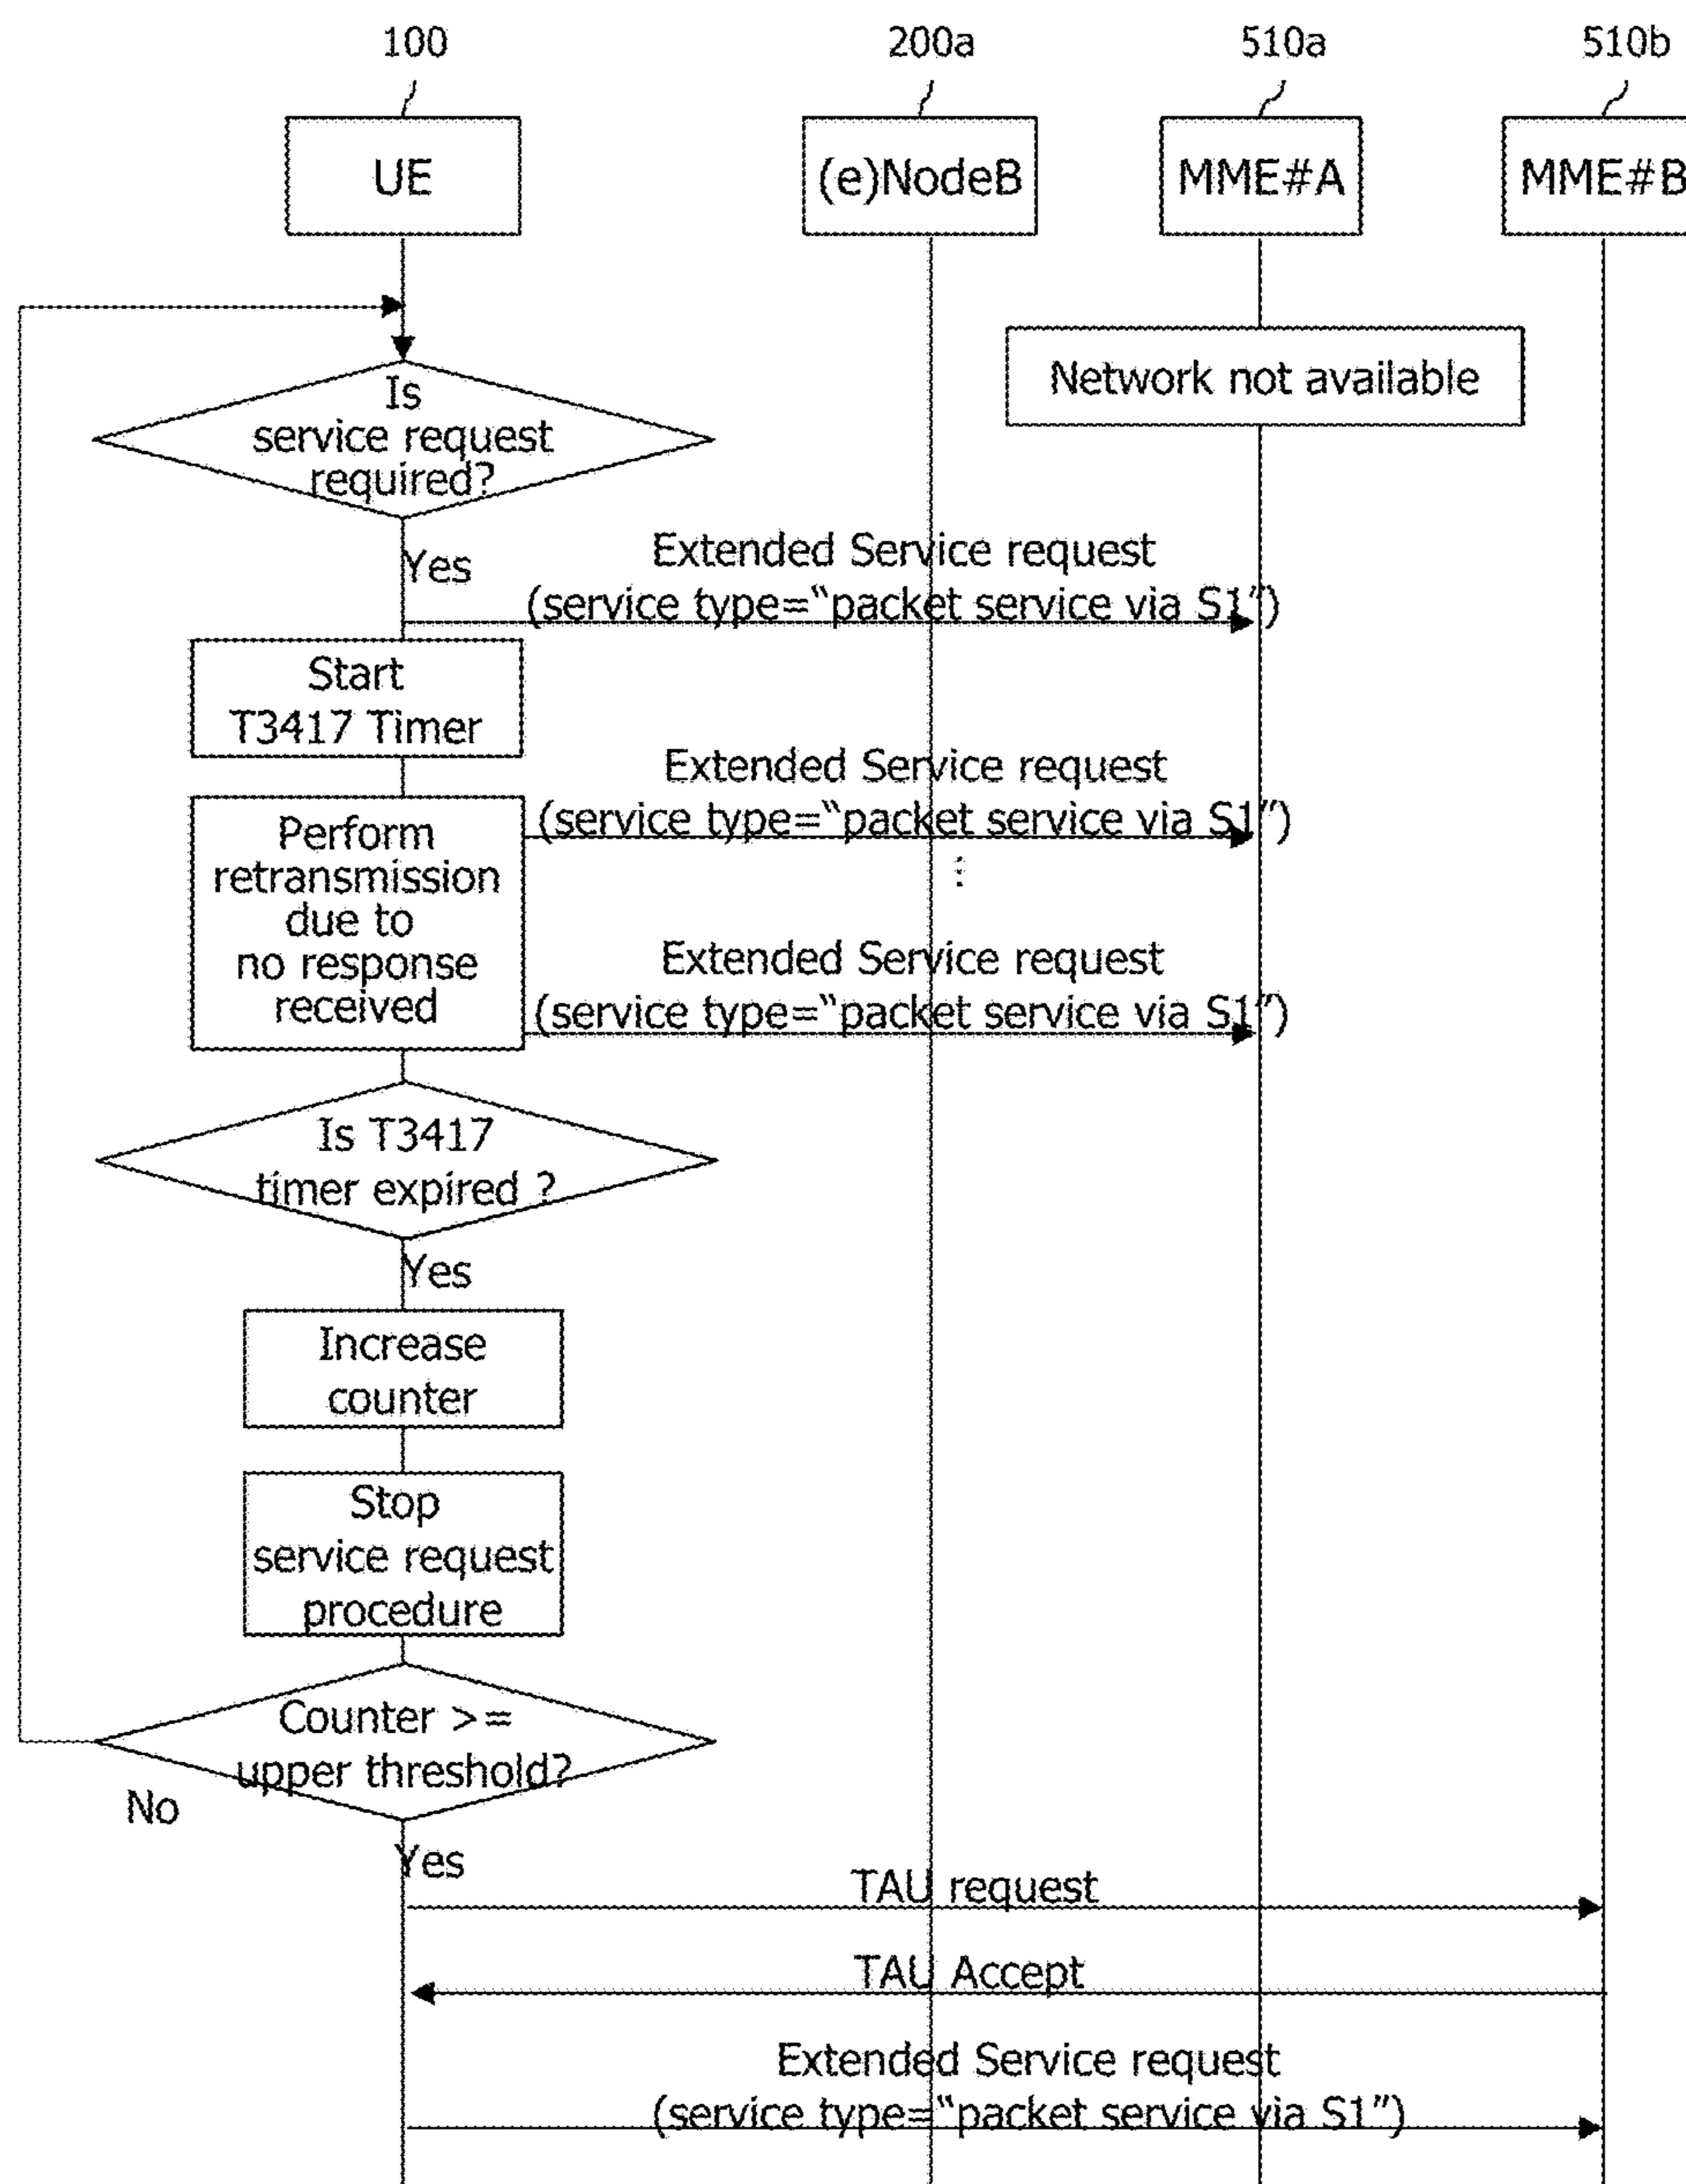 100
200a
510a
510b
UE
(e)NodeB
MME#A
MME#B
Network not available
Is
service request
required?
Yes
Extended Service request
(service type=“packet service via S1”)
Start
T3417 Timer
Extended Service request
(service type=“packet service via S1”)
Perform
retransmission
due to
no response
received
⋮
Extended Service request
(service type=“packet service via S1”)
Is T3417
timer expired ?
Yes
Increase
counter
Stop
service request
procedure
Counter >=
upper threshold?
No
Yes
TAU request
TAU Accept
Extended Service request
(service type=“packet service via S1”)